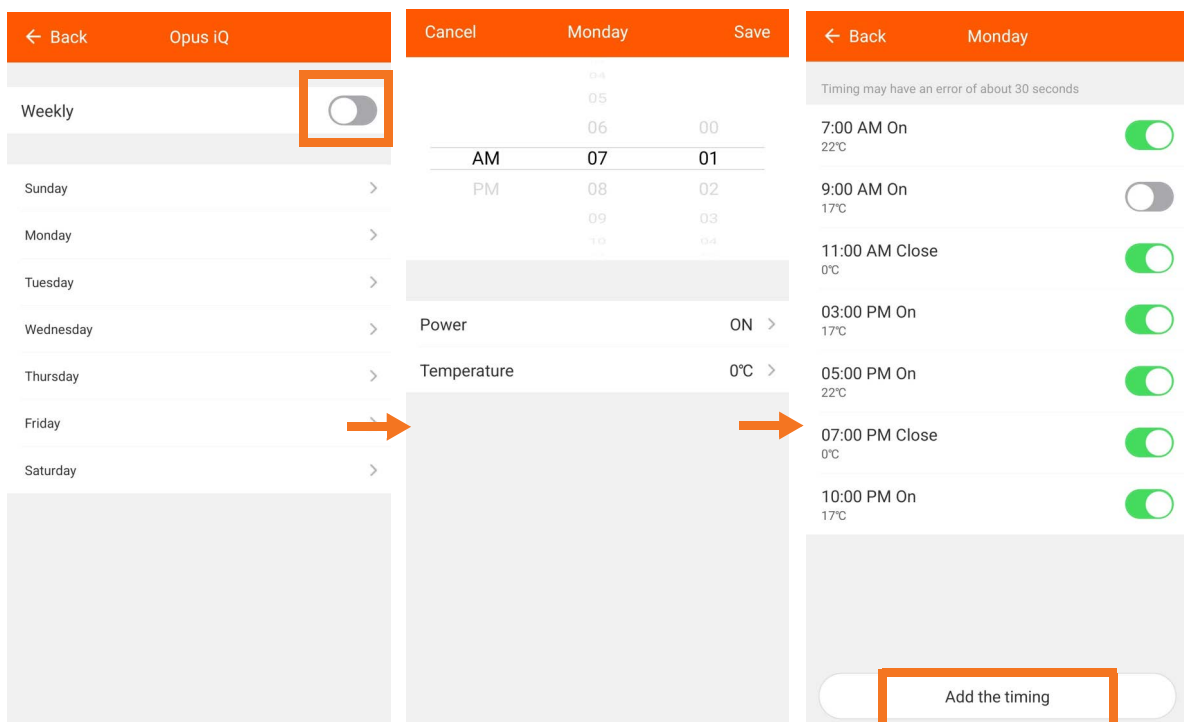 ← Back Opus iQ
Weekly
Sunday
Monday
Tuesday
Wednesday
Thursday
Friday
Saturday
Cancel Monday Save
04
05
06 00
AM 07 01
PM 08 02
09 03
10 04
Power ON
Temperature 0℃
← Back Monday
Timing may have an error of about 30 seconds
7:00 AM On
22℃
9:00 AM On
17℃
11:00 AM Close
0℃
03:00 PM On
17℃
05:00 PM On
22℃
07:00 PM Close
0℃
10:00 PM On
17℃
Add the timing